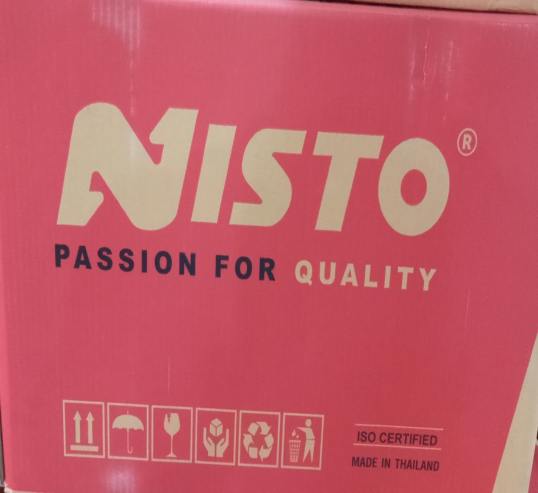 NISTO®
PASSION FOR QUALITY
ISO CERTIFIED
MADE IN THAILAND